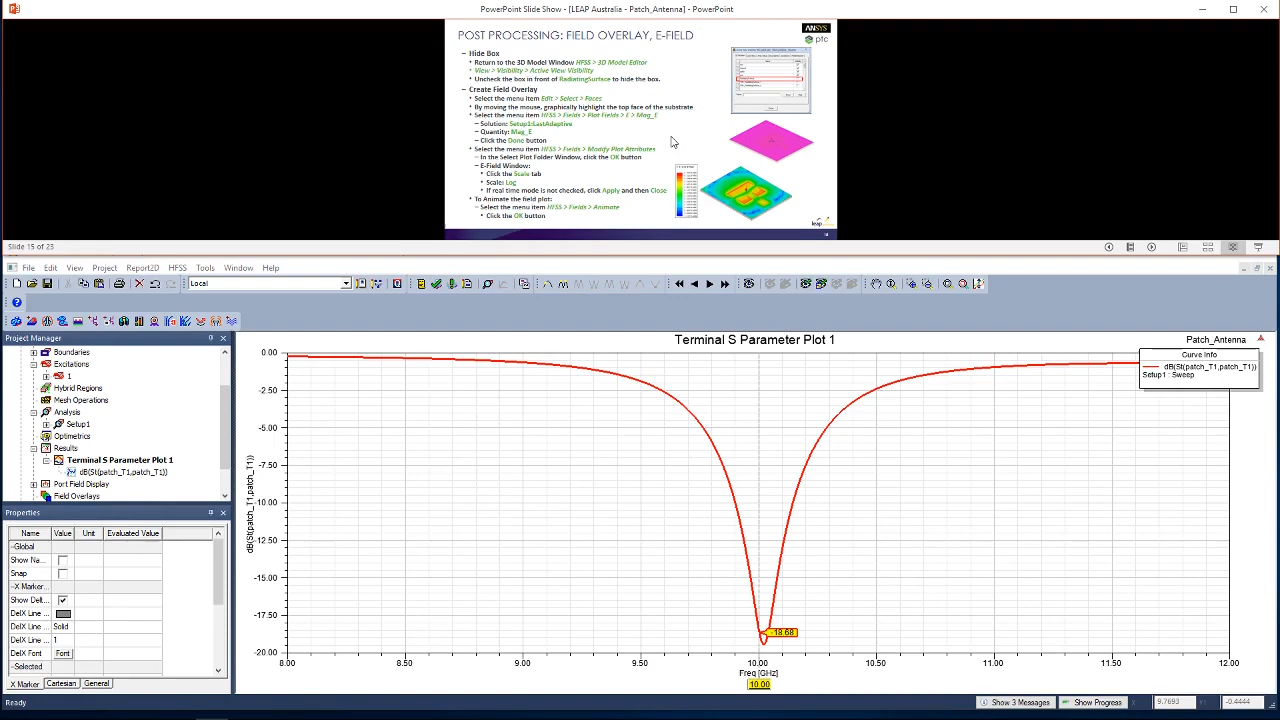 PowerPoint Slide Show - [LEAP Australia - Patch_Antenna] - PowerPoint
POST PROCESSING: FIELD OVERLAY, E-FIELD
ANSYS
ptc
Hide Box
Return to the 3D Model Window HFSS > 3D Model Editor
View > Visibility > Active View Visibility
Uncheck the box in front of RadiatingSurface to hide the box.
Create Field Overlay
Select the menu item Edit > Select > Faces
By moving the mouse, graphically highlight the top face of the substrate
Select the menu item HFSS > Fields > Plot Fields > E > Mag_E
– Solution: Setup1:LastAdaptive
– Quantity: Mag_E
– Click the Done button
Select the menu item HFSS > Fields > Modify Plot Attributes
– In the Select Plot Folder Window, click the OK button
– E-Field Window:
Click the Scale tab
Scale: Log
If real time mode is not checked, click Apply and then Close
To Animate the field plot:
– Select the menu item HFSS > Fields > Animate
Click the OK button
leap
Slide 15 of 23
File Edit View Project Report2D HFSS Tools Window Help
Local
Project Manager
Boundaries
Excitations
1
Hybrid Regions
Mesh Operations
Analysis
Setup1
Optimetrics
Results
Terminal S Parameter Plot 1
dB(St(patch_T1,patch_T1))
Port Field Display
Field Overlays
Properties
Name Value Unit Evaluated Value
–Global
Show Na...
Snap
–X Marker...
Show Delt...
DelX Line ... Solid
DelX Line ... 1
DelX Font Font
–Selected
X Marker Cartesian General
Terminal S Parameter Plot 1
Patch_Antenna
Curve Info
dB(St(patch_T1,patch_T1))
Setup1 : Sweep
dB(St(patch_T1,patch_T1))
0.00
-2.50
-5.00
-7.50
-10.00
-12.50
-15.00
-17.50
-20.00
-18.68
8.00 8.50 9.00 9.50 10.00 10.50 11.00 11.50 12.00
Freq [GHz]
10.00
Ready
Show 3 Messages Show Progress 9.7693 -0.4444